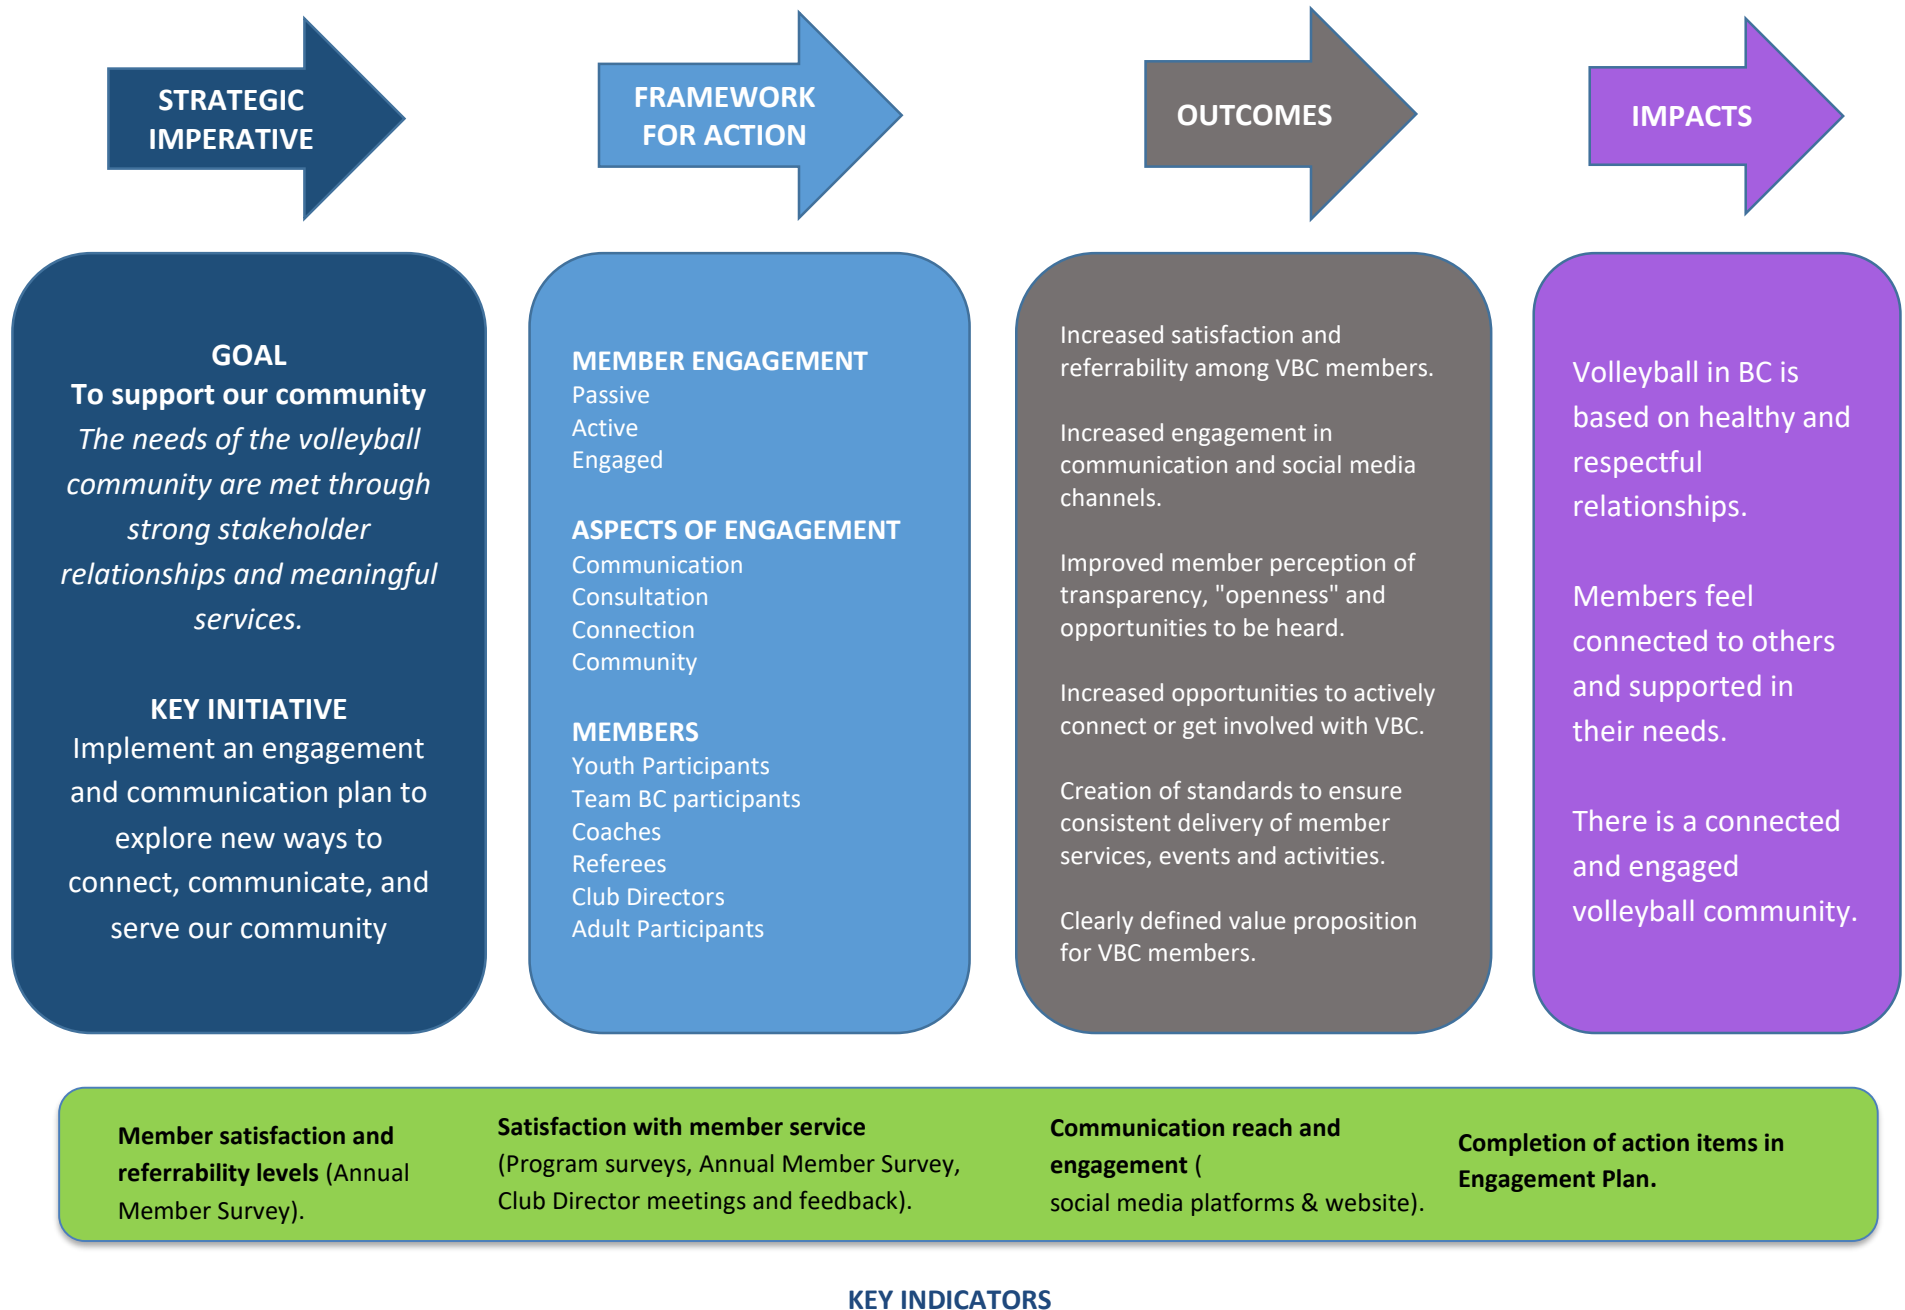 STRATEGIC
IMPERATIVE
FRAMEWORK
FOR ACTION
OUTCOMES
IMPACTS
GOAL
To support our community
The needs of the volleyball
community are met through
strong stakeholder
relationships and meaningful
services.
KEY INITIATIVE
Implement an engagement
and communication plan to
explore new ways to
connect, communicate, and
serve our community
MEMBER ENGAGEMENT
Passive
Active
Engaged
ASPECTS OF ENGAGEMENT
Communication
Consultation
Connection
Community
MEMBERS
Youth Participants
Team BC participants
Coaches
Referees
Club Directors
Adult Participants
Increased satisfaction and
referrability among VBC members.
Increased engagement in
communication and social media
channels.
Improved member perception of
transparency, "openness" and
opportunities to be heard.
Increased opportunities to actively
connect or get involved with VBC.
Creation of standards to ensure
consistent delivery of member
services, events and activities.
Clearly defined value proposition
for VBC members.
Volleyball in BC is
based on healthy and
respectful
relationships.
Members feel
connected to others
and supported in
their needs.
There is a connected
and engaged
volleyball community.
Member satisfaction and
referrability levels (Annual
Member Survey).
Satisfaction with member service
(Program surveys, Annual Member Survey,
Club Director meetings and feedback).
Communication reach and
engagement (
social media platforms & website).
Completion of action items in
Engagement Plan.
KEY INDICATORS